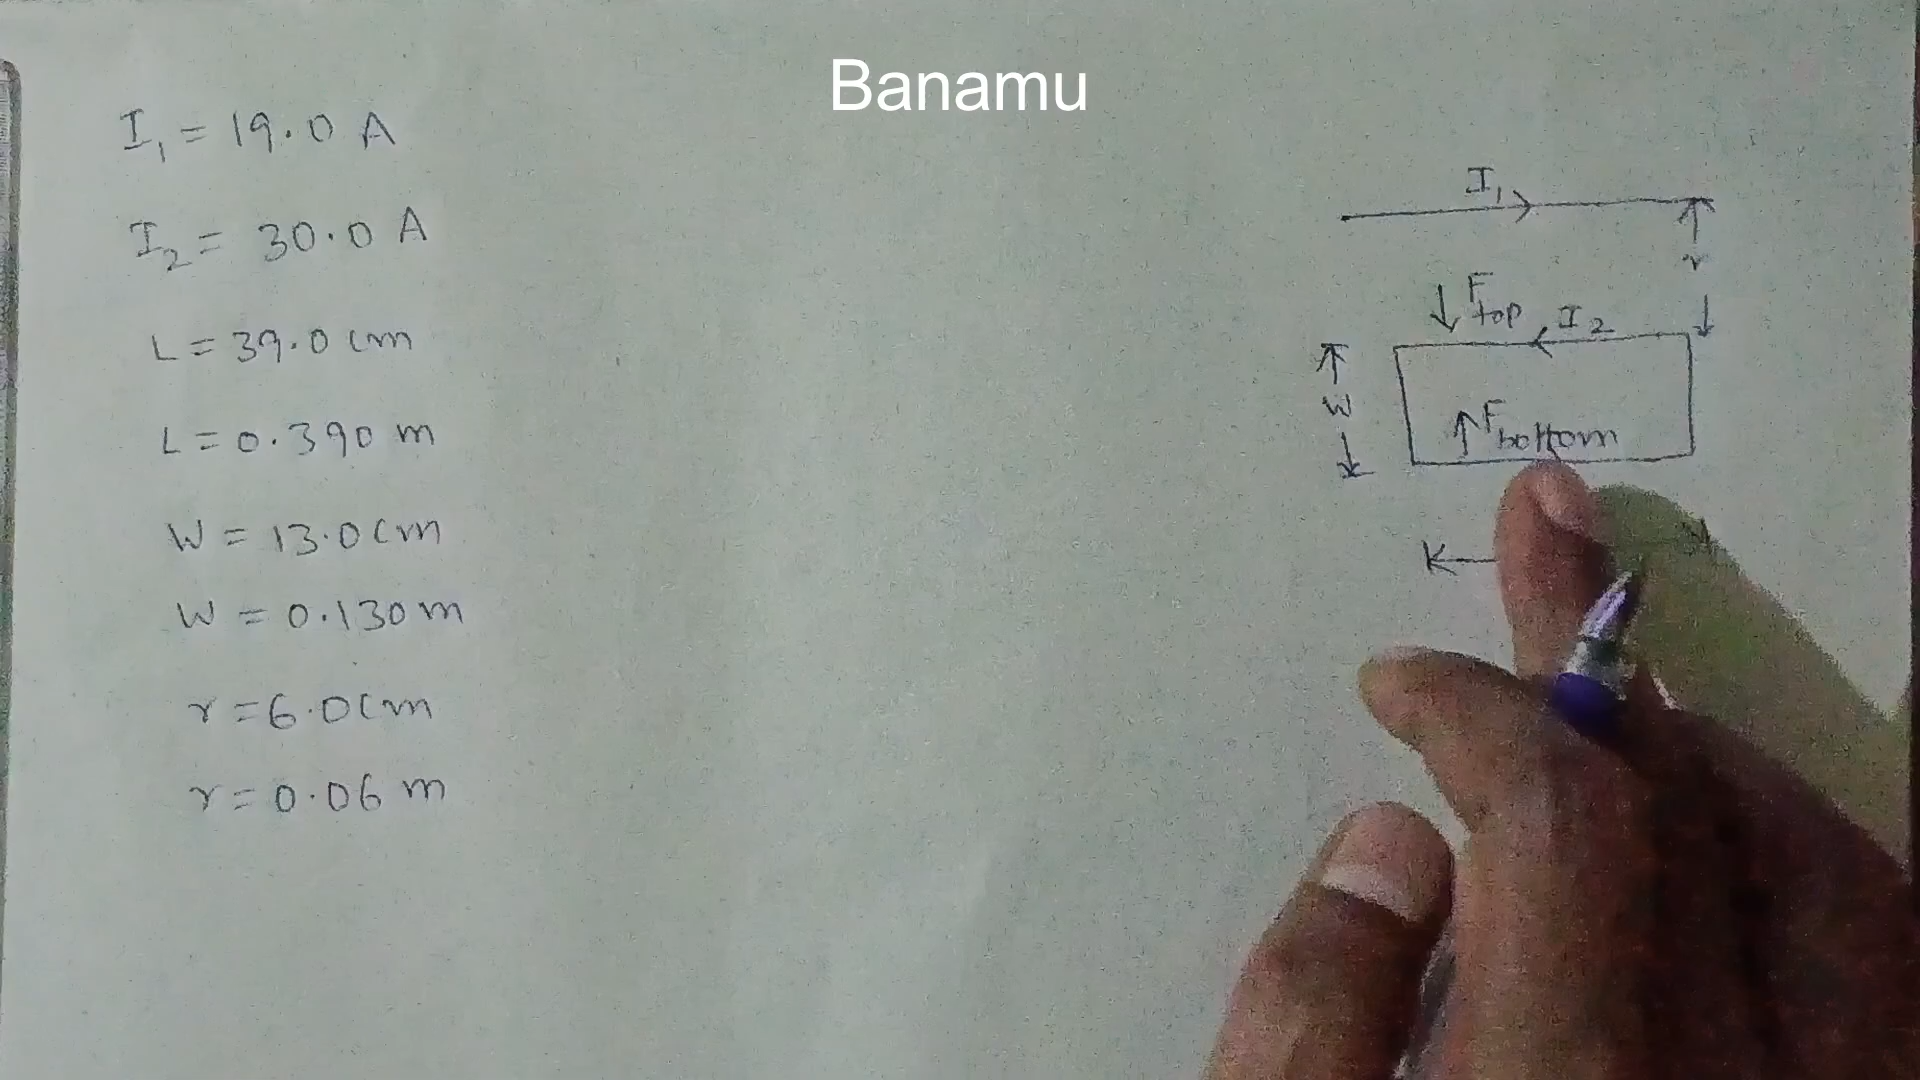 Banamu
I₁ = 19.0 A
I₂ = 30.0 A
L = 39.0 cm
L = 0.390 m
W = 13.0 cm
W = 0.130 m
r = 6.0 cm
r = 0.06 m
I₁
r
F top
I₂
W
F bottom